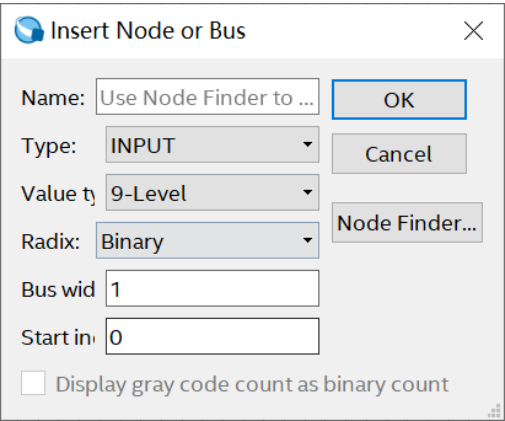 Insert Node or Bus
Name: Use Node Finder to ... OK
Type: INPUT Cancel
Value ty 9-Level
Node Finder...
Radix: Binary
Bus wid 1
Start in 0
Display gray code count as binary count